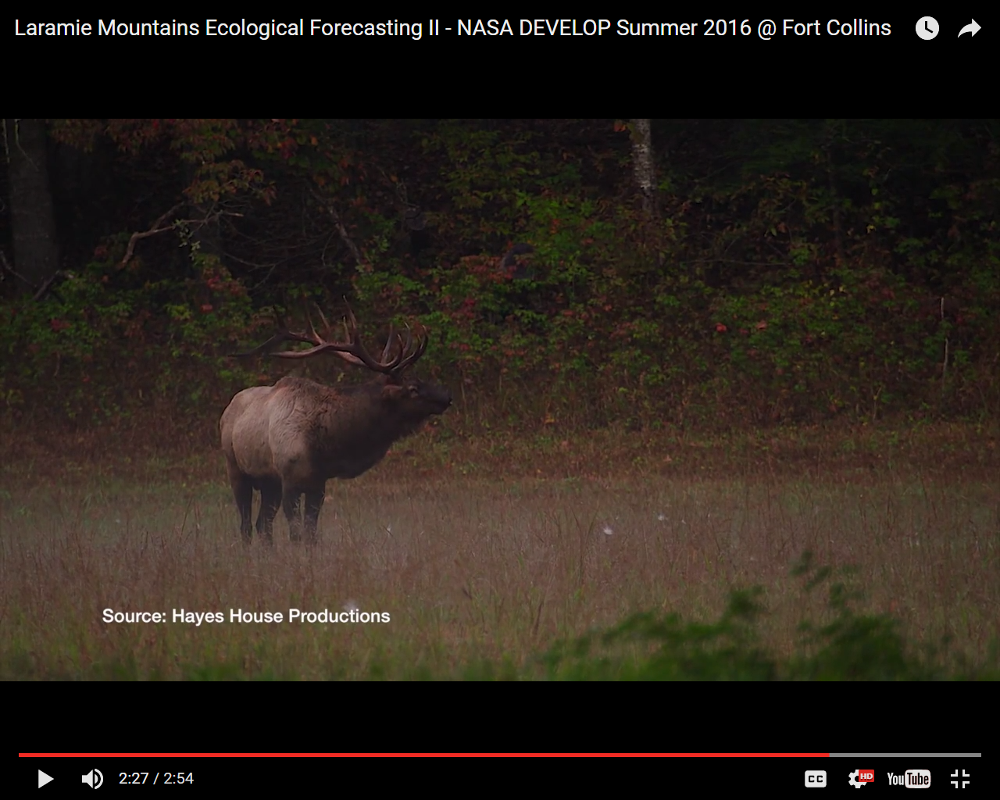 Laramie Mountains Ecological Forecasting II - NASA DEVELOP Summer 2016 @ Fort Collins
Source: Hayes House Productions
2:27 / 2:54
CC
HD
YouTube